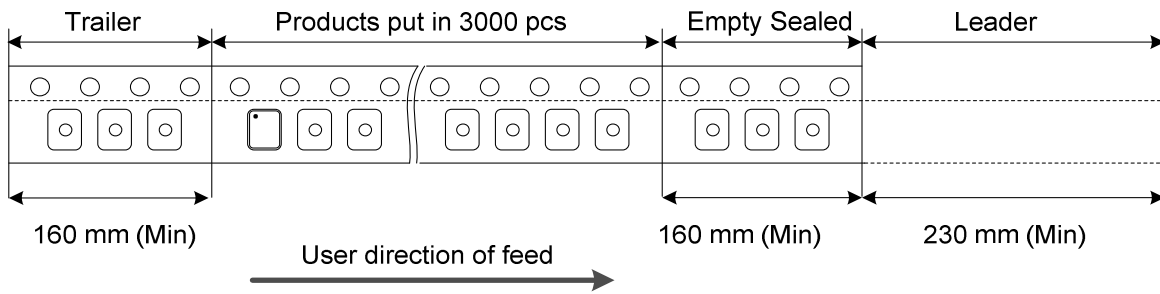 Trailer
Products put in 3000 pcs
Empty Sealed
Leader
160 mm (Min)
160 mm (Min)
230 mm (Min)
User direction of feed